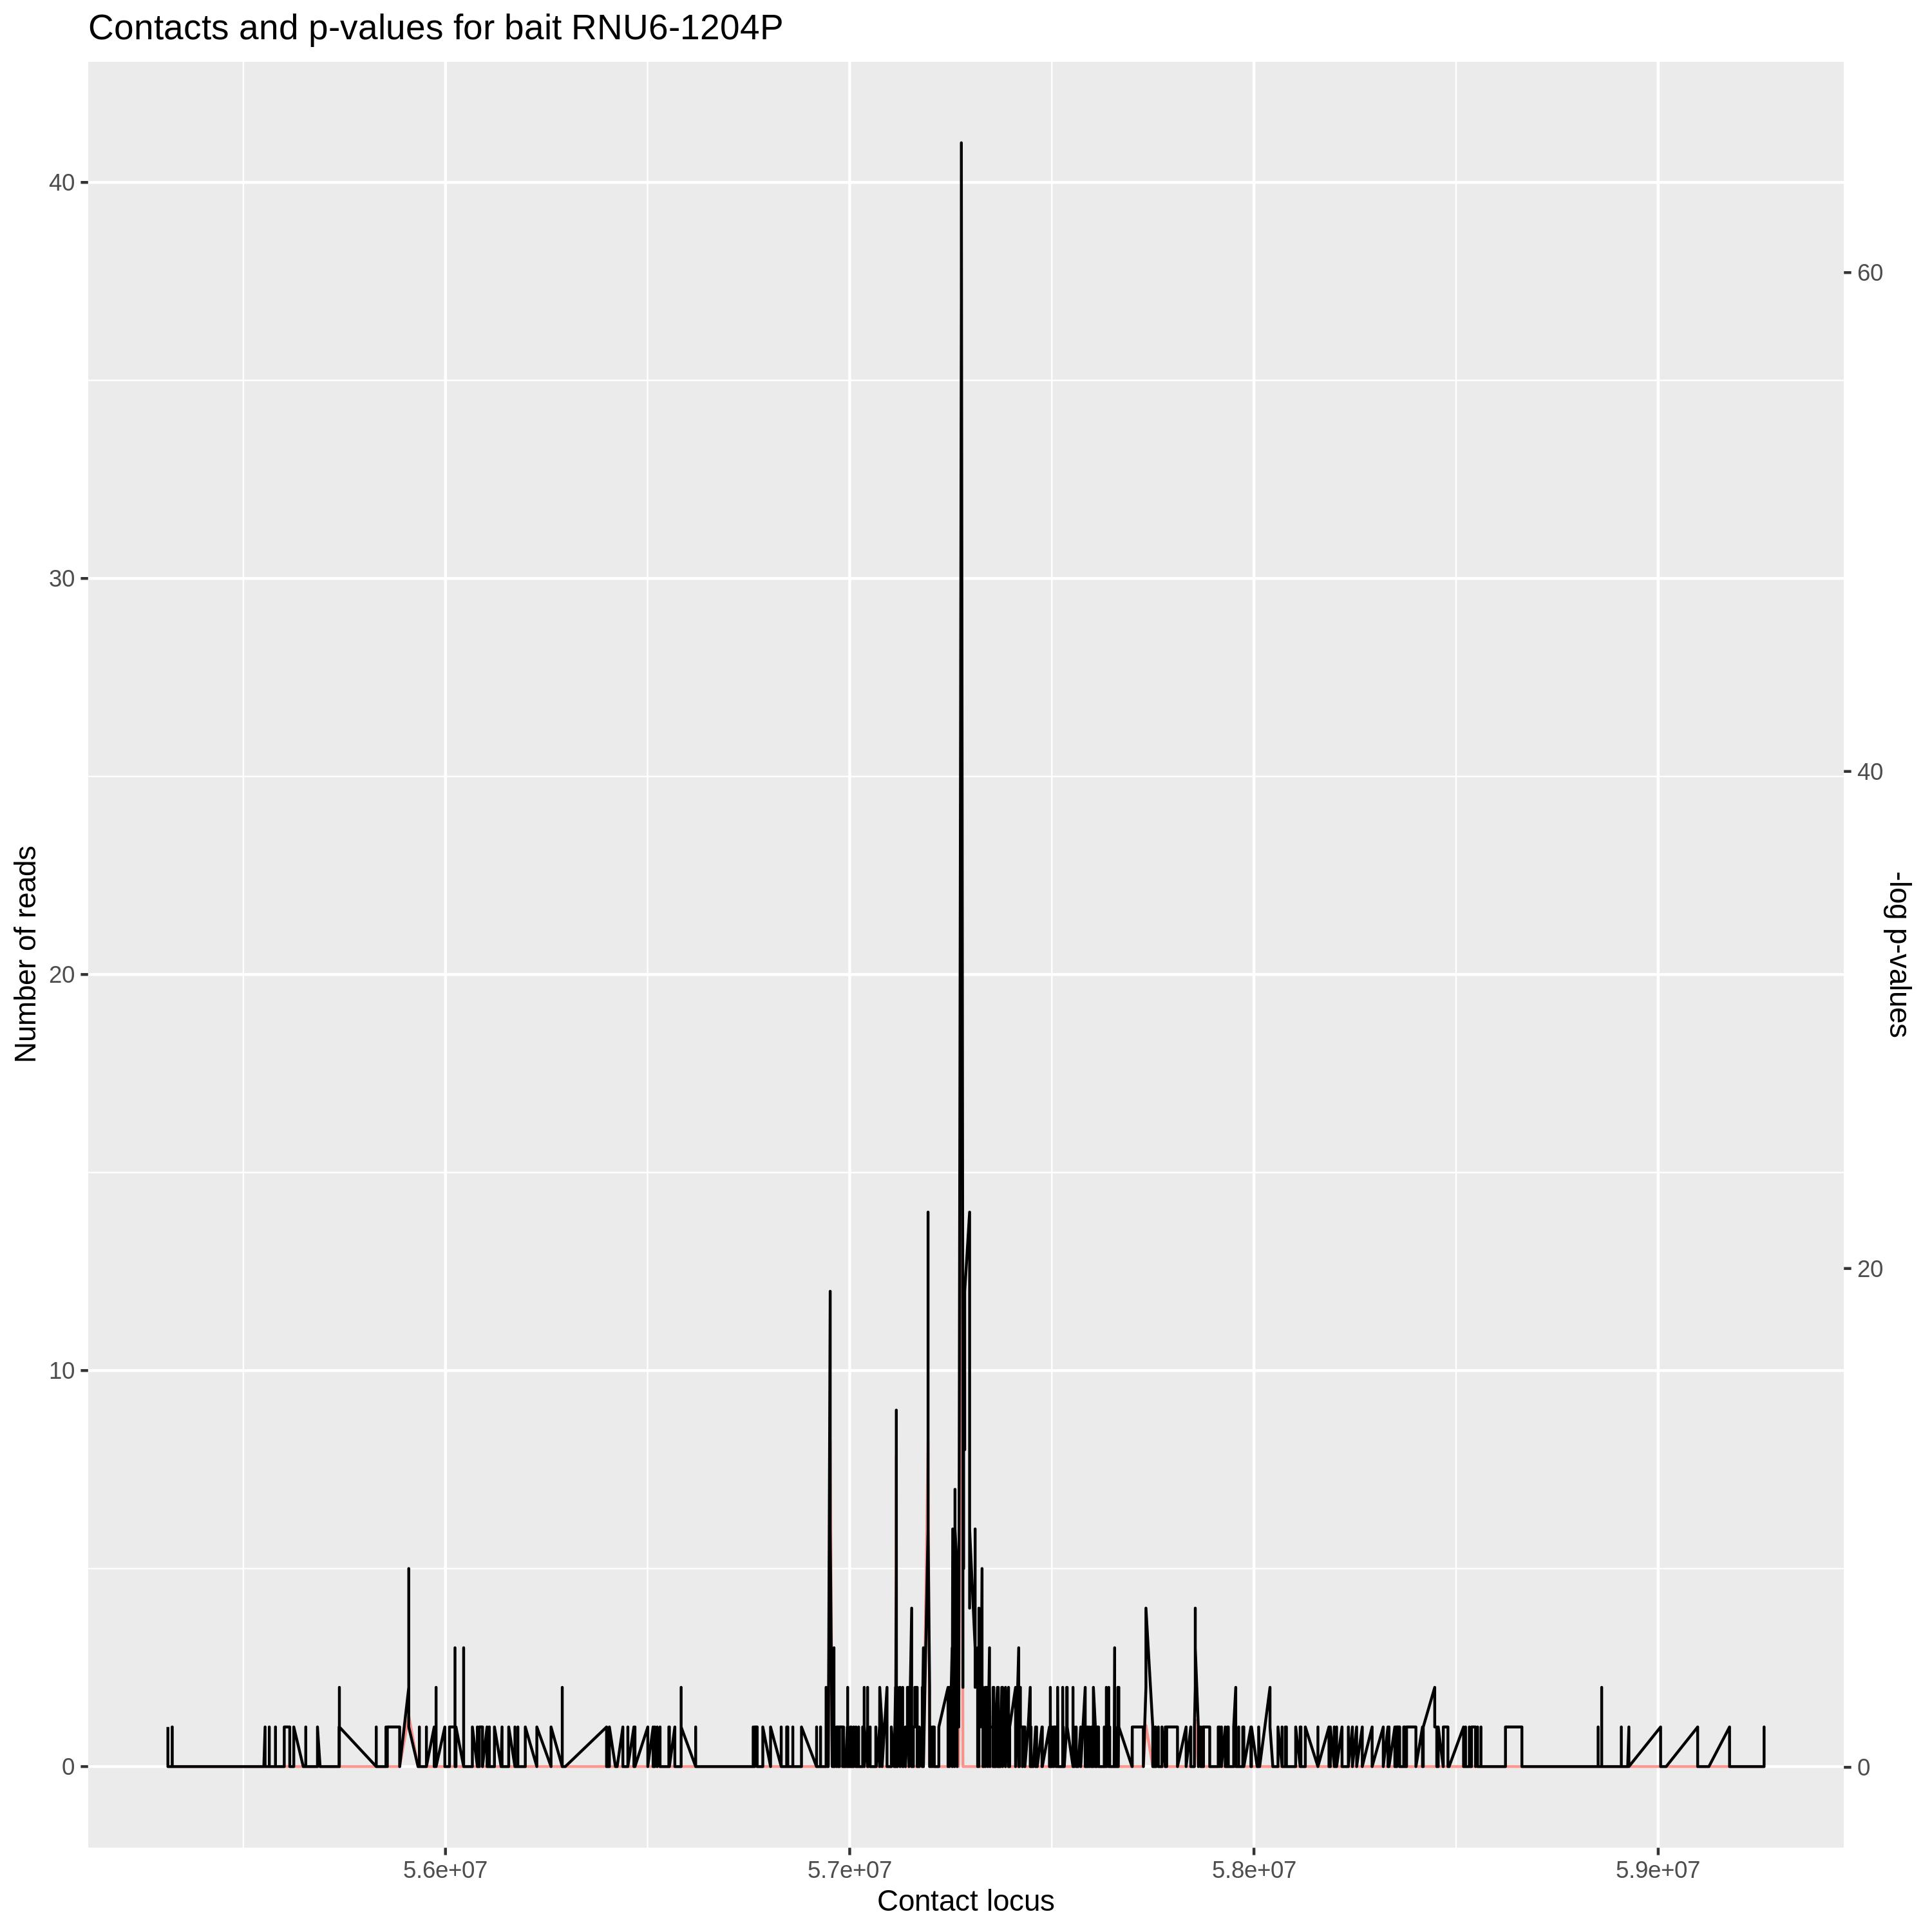 Contacts and p-values for bait RNU6-1204P
40
30
20
10
0
Number of reads
60
40
20
0
-log p-values
5.6e+07
5.7e+07
5.8e+07
5.9e+07
Contact locus